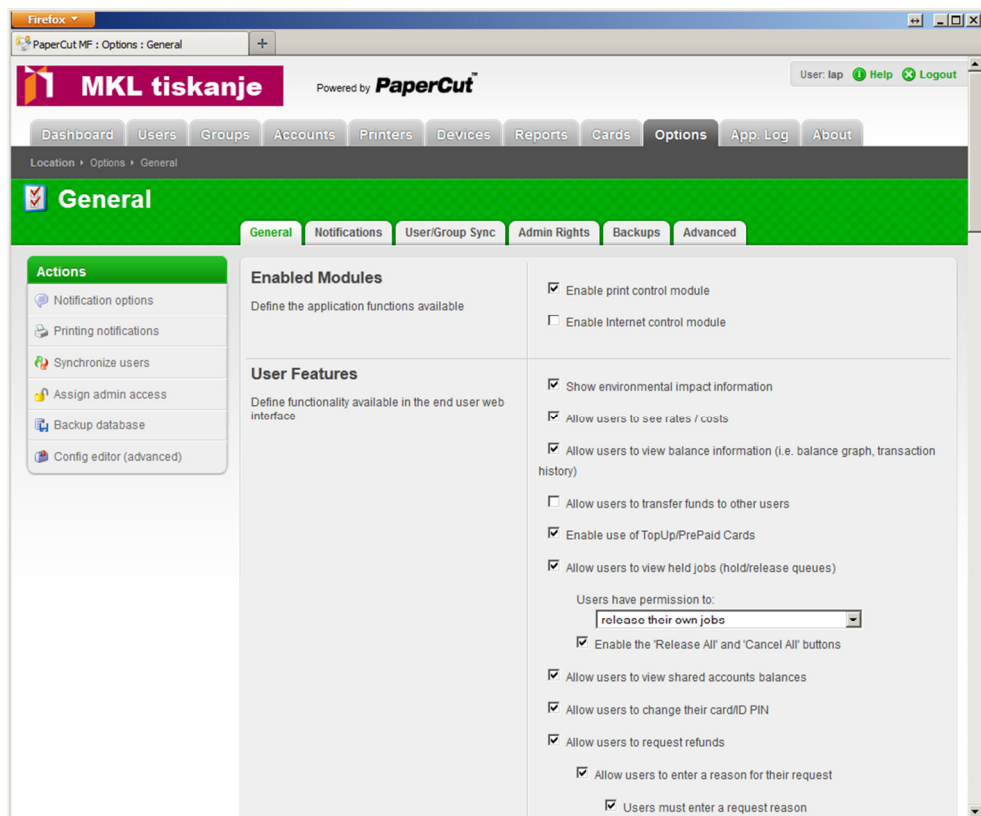 Firefox
PaperCut MF : Options : General
+
MKL tiskanje
Powered by PaperCut™
User: lap Help Logout
Dashboard Users Groups Accounts Printers Devices Reports Cards Options App. Log About
Location Options General
General
General Notifications User/Group Sync Admin Rights Backups Advanced
Actions
Notification options
Printing notifications
Synchronize users
Assign admin access
Backup database
Config editor (advanced)
Enabled Modules
Define the application functions available
Enable print control module
Enable Internet control module
User Features
Define functionality available in the end user web
interface
Show environmental impact information
Allow users to see rates / costs
Allow users to view balance information (i.e. balance graph, transaction
history)
Allow users to transfer funds to other users
Enable use of TopUp/PrePaid Cards
Allow users to view held jobs (hold/release queues)
Users have permission to:
release their own jobs
Enable the 'Release All' and 'Cancel All' buttons
Allow users to view shared accounts balances
Allow users to change their card/ID PIN
Allow users to request refunds
Allow users to enter a reason for their request
Users must enter a request reason